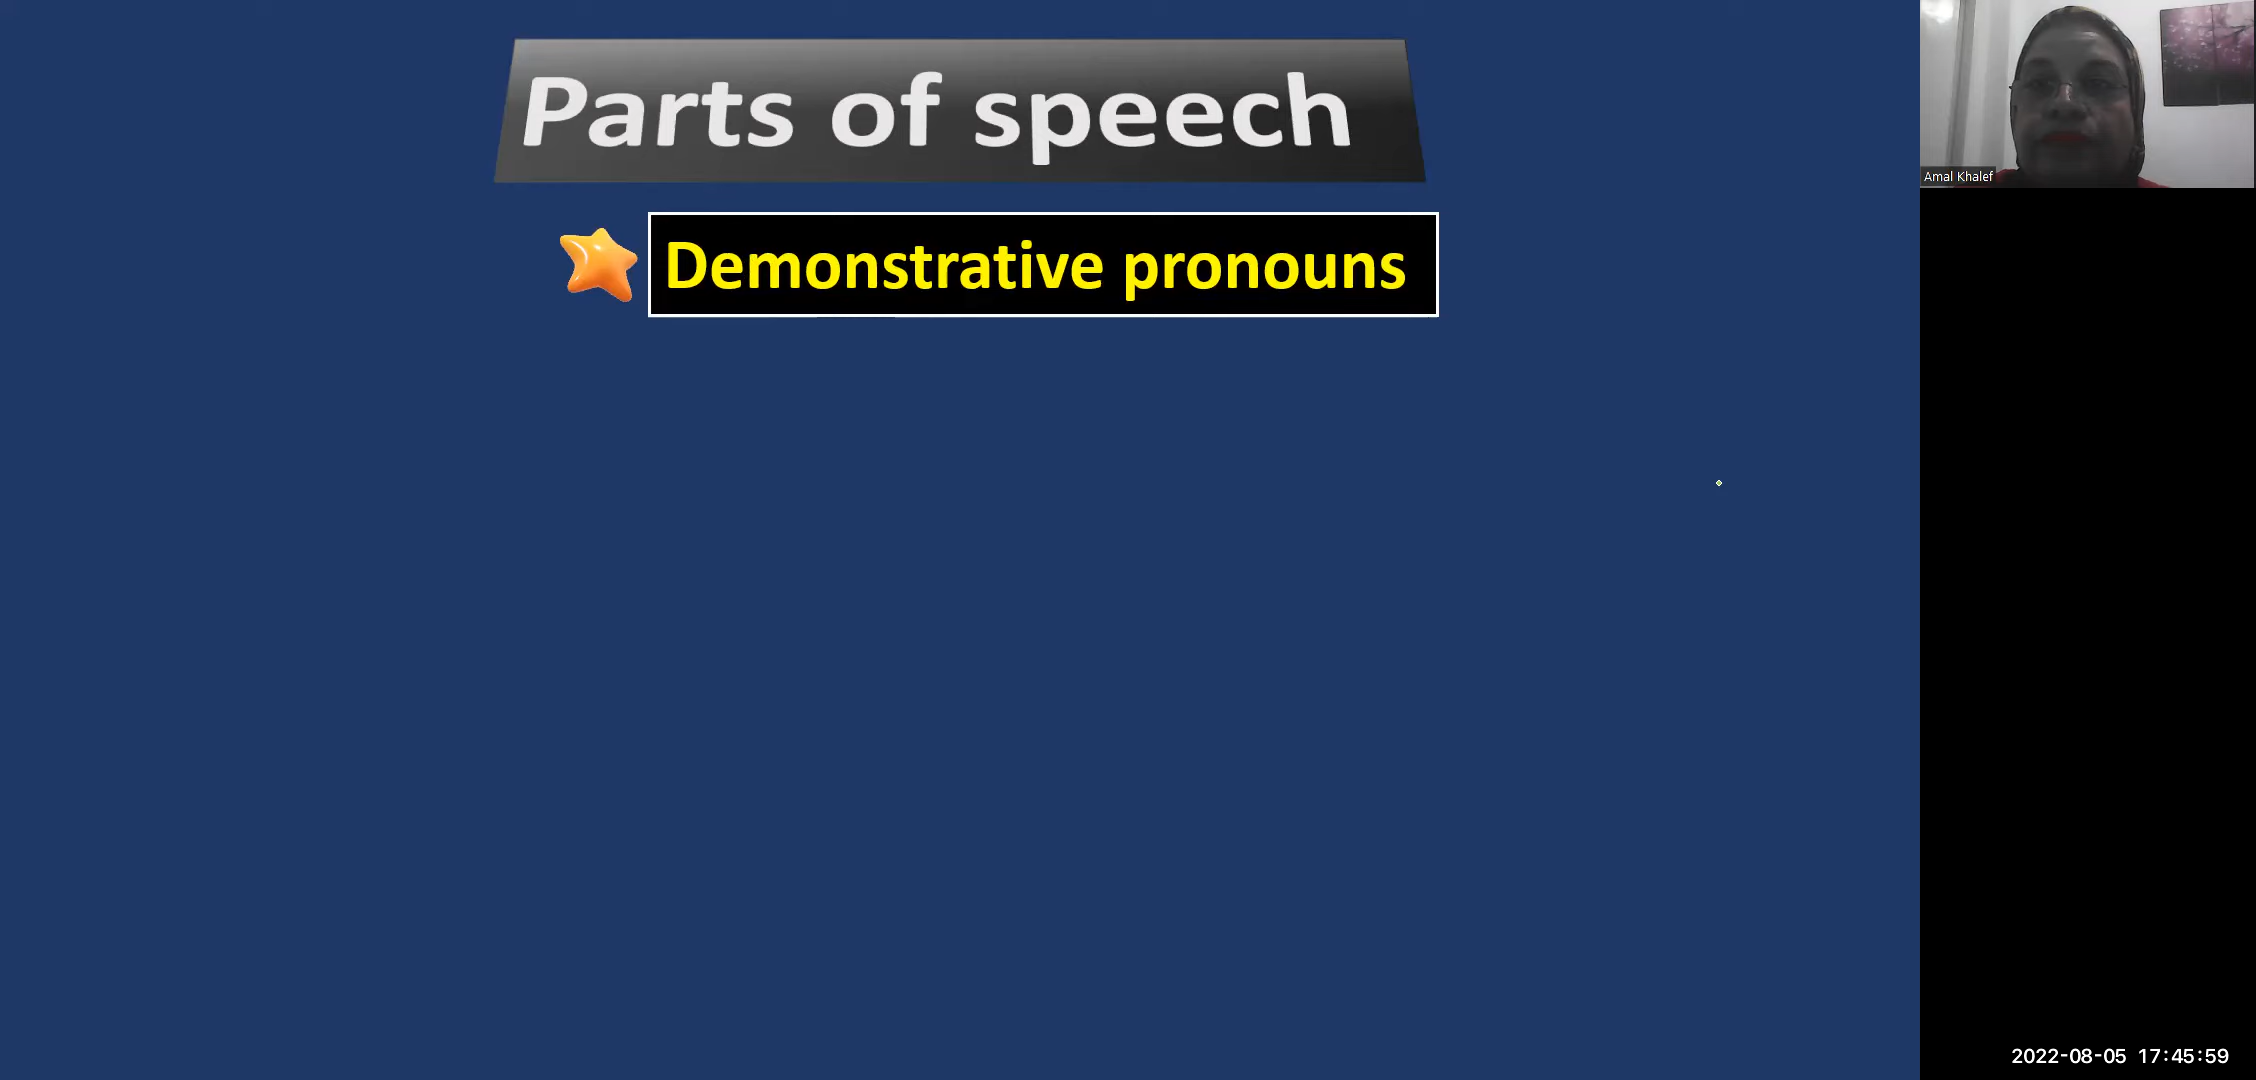 Parts of speech
Demonstrative pronouns
Amal Khalef
2022-08-05 17:45:59